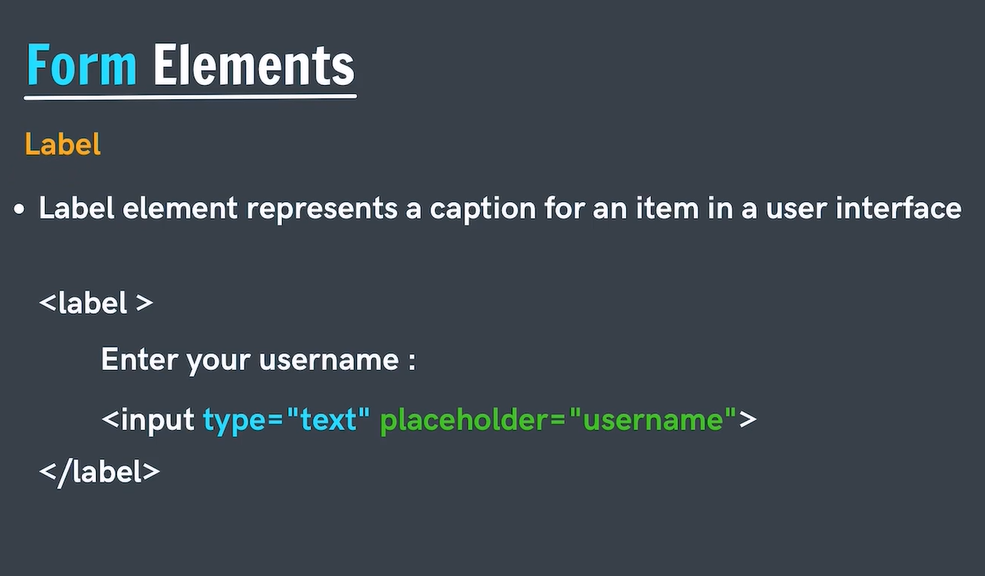 Form Elements
Label
• Label element represents a caption for an item in a user interface
<label >
Enter your username :
<input type="text" placeholder="username">
</label>